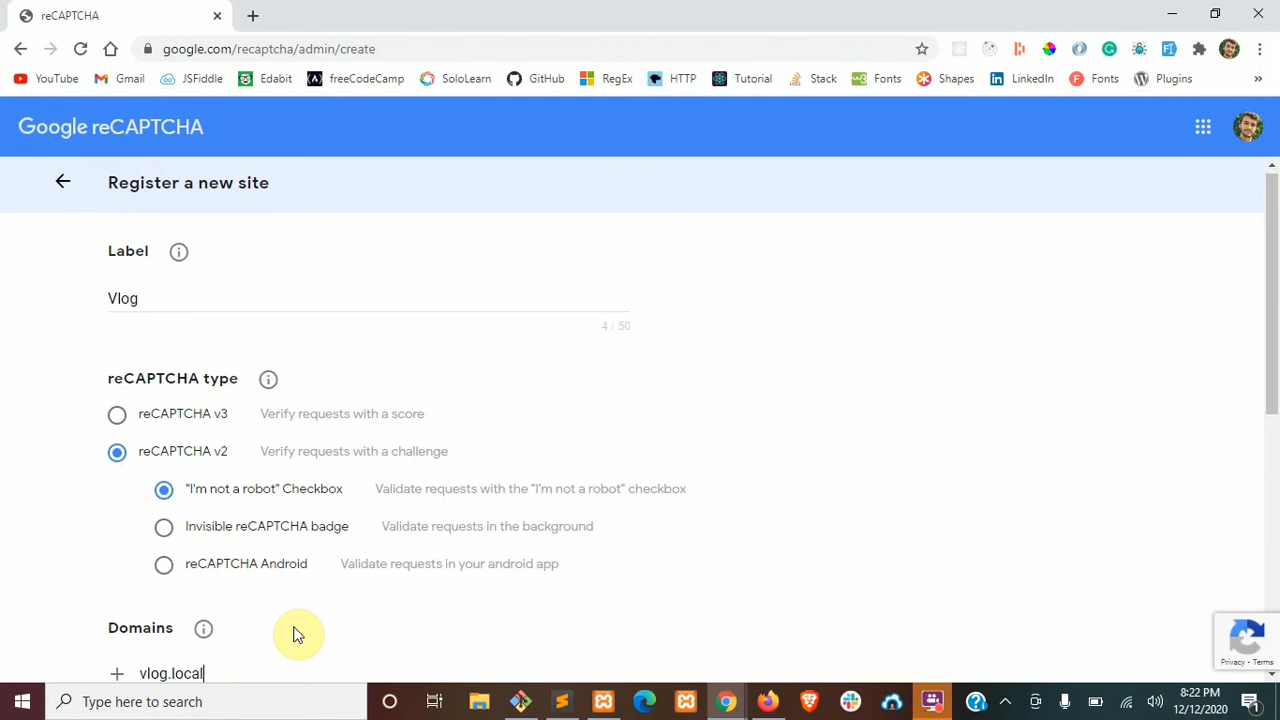 reCAPTCHA
google.com/recaptcha/admin/create
YouTube Gmail JSFiddle Edabit freeCodeCamp SoloLearn GitHub RegEx HTTP Tutorial Stack Fonts Shapes LinkedIn Fonts Plugins »
Google reCAPTCHA
Register a new site
Label
Vlog
4 / 50
reCAPTCHA type
reCAPTCHA v3 Verify requests with a score
reCAPTCHA v2 Verify requests with a challenge
"I'm not a robot" Checkbox Validate requests with the "I'm not a robot" checkbox
Invisible reCAPTCHA badge Validate requests in the background
reCAPTCHA Android Validate requests in your android app
Domains
vlog.local
Privacy - Terms
Type here to search
8:22 PM
12/12/2020
1